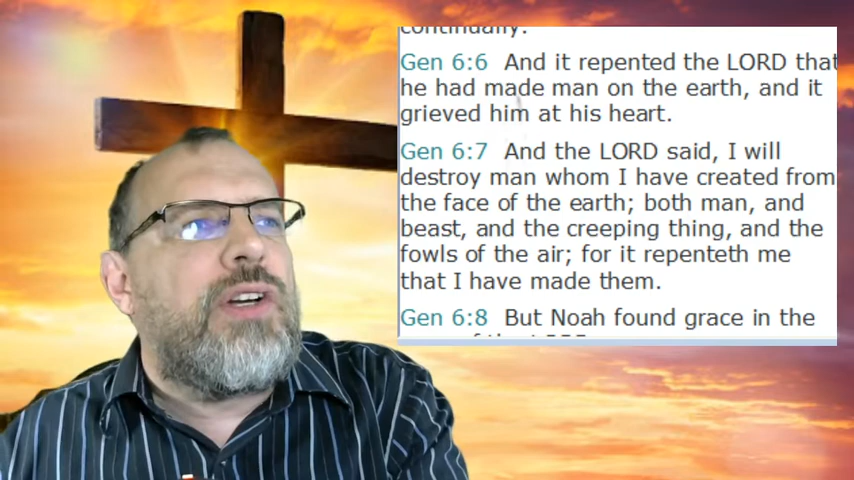 continually.
Gen 6:6 And it repented the LORD that
he had made man on the earth, and it
grieved him at his heart.
Gen 6:7 And the LORD said, I will
destroy man whom I have created from
the face of the earth; both man, and
beast, and the creeping thing, and the
fowls of the air; for it repenteth me
that I have made them.
Gen 6:8 But Noah found grace in the